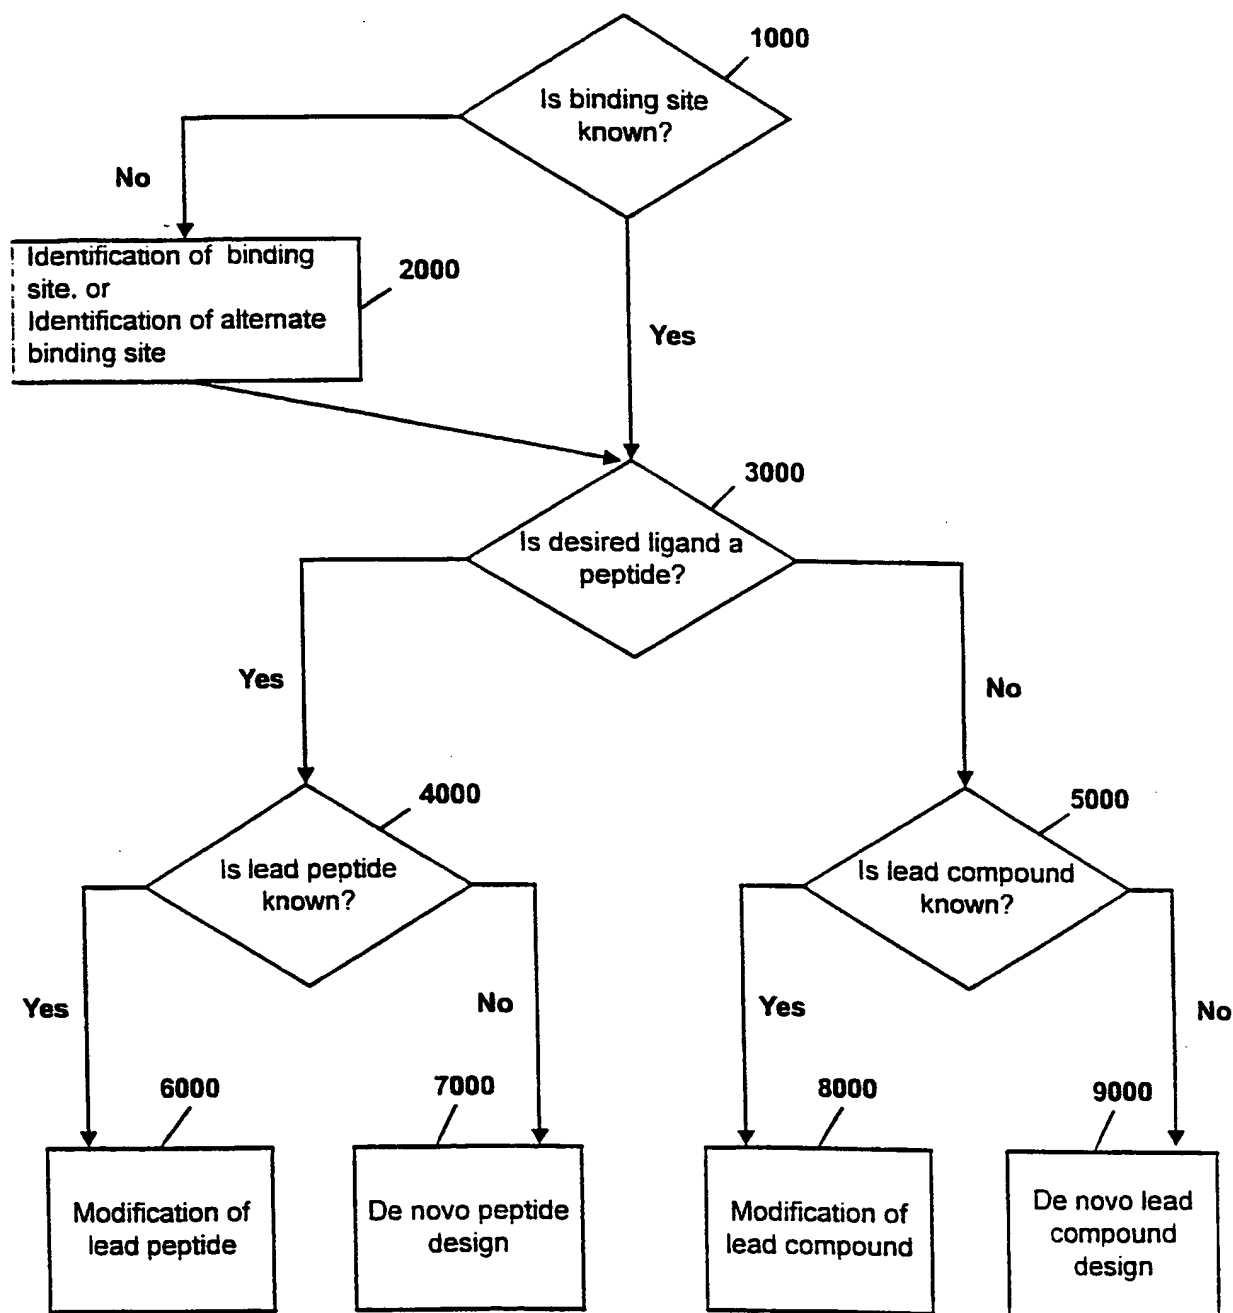 1000
Is binding site
known?
No
Identification of binding
site. or
Identification of alternate
binding site
2000
Yes
3000
Is desired ligand a
peptide?
Yes
No
4000
Is lead peptide
known?
5000
Is lead compound
known?
Yes
No
Yes
No
6000
7000
8000
9000
Modification of
lead peptide
De novo peptide
design
Modification of
lead compound
De novo lead
compound
design